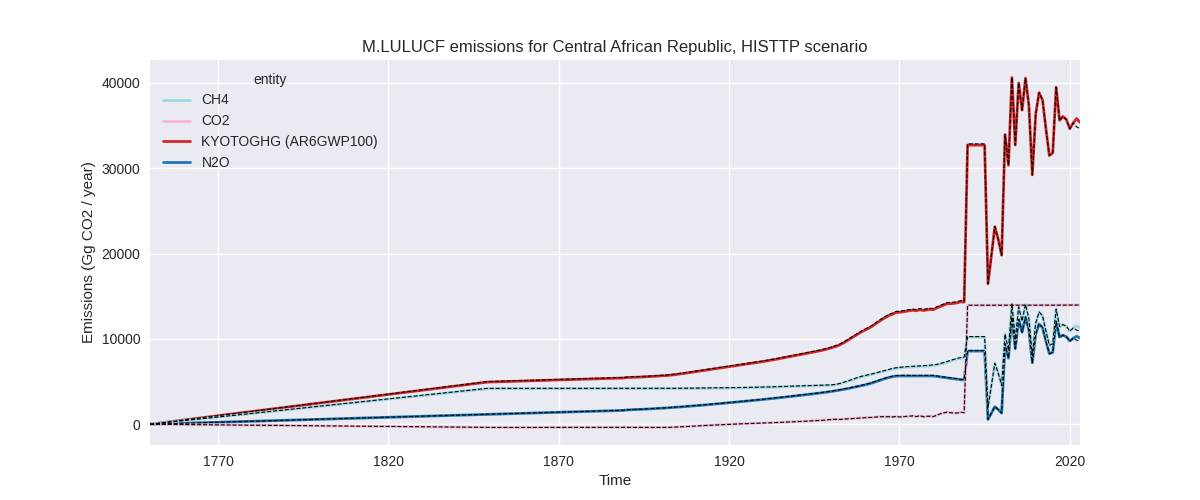 M.LULUCF emissions for Central African Republic, HISTTP scenario
entity
CH4
CO2
KYOTOGHG (AR6GWP100)
N2O
Emissions (Gg CO2 / year)
40000
30000
20000
10000
0
1770
1820
1870
1920
1970
2020
Time